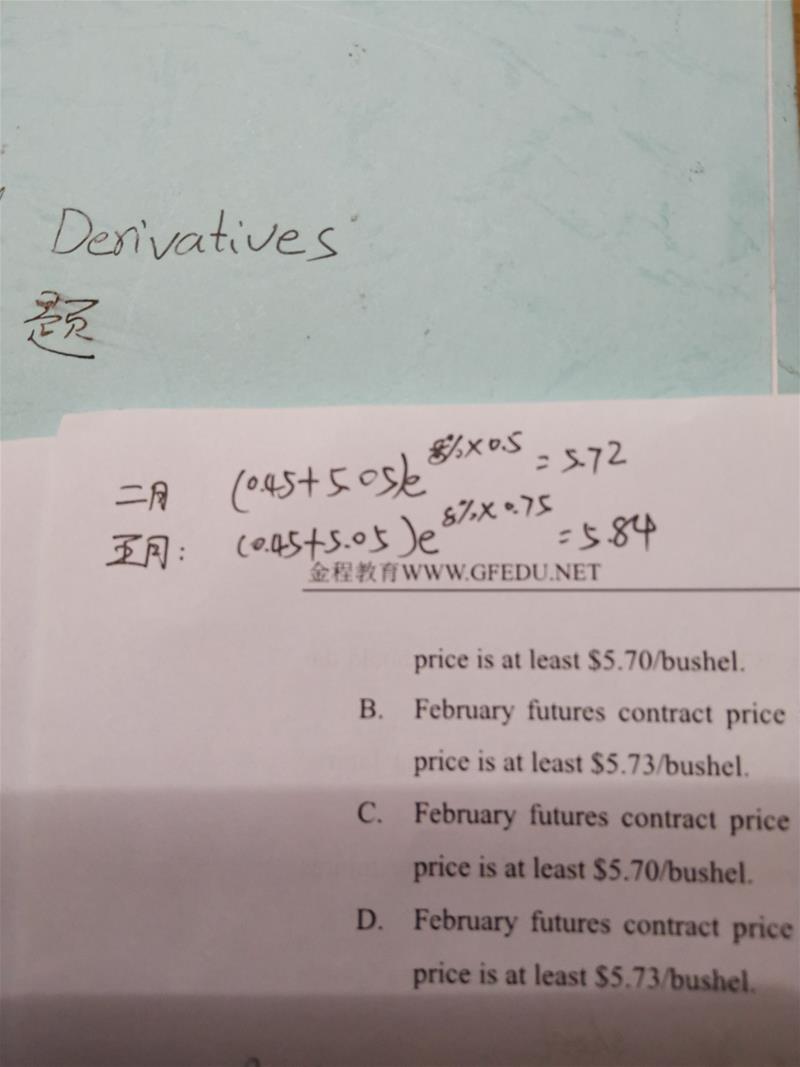 Derivatives
题
二月 (0.45+5.05)e^8%×0.5 = 5.72
五月: (0.45+5.05)e^8%×0.75 = 5.84
金程教育WWW.GFEDU.NET
price is at least $5.70/bushel.
B. February futures contract price
price is at least $5.73/bushel.
C. February futures contract price
price is at least $5.70/bushel.
D. February futures contract price
price is at least $5.73/bushel.